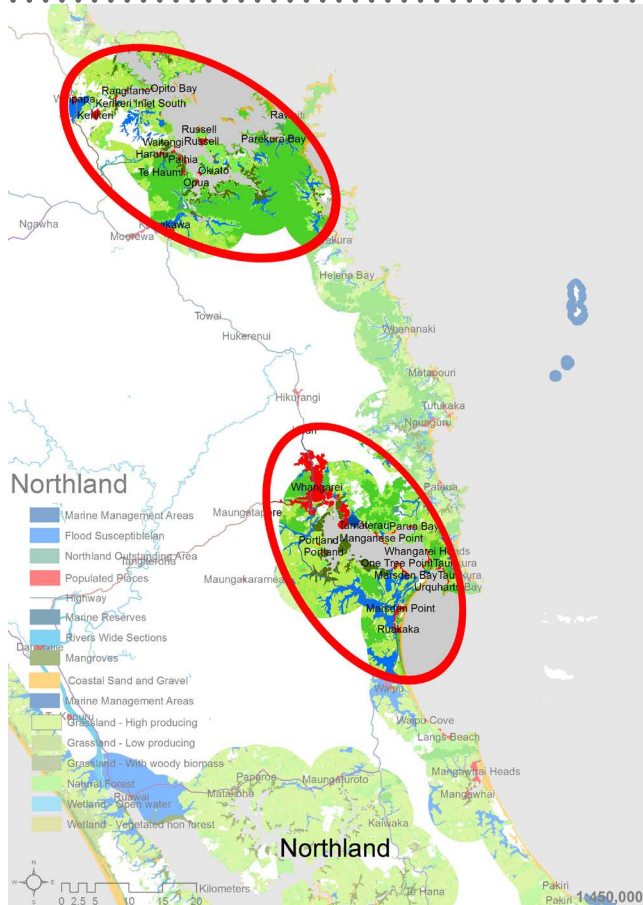 Rangitane Opito Bay
Waipapa
Kerikeri Inlet South
Kerikeri
Rawhiti
Russell
Waitangi Russell
Parekura Bay
Haruru
Paihia
Te Haumi
Okiato
Opua
Ngawha
Kawakawa
Moerewa
Helena Bay
Towai
Whananaki
Hukerenui
Matapouri
Hikurangi
Tutukaka
Ngunguru
Northland
Whangarei
Pataua
Maungatapere
Tamaterau Parua Bay
Portland Manganese Point
Portland
Whangarei Heads
One Tree Point Taurikura
Marsden Bay Taurikura
Maungakaramea
Urquharts Bay
Marsden Point
Ruakaka
Waipu
Waipu Cove
Langs Beach
Mangawhai Heads
Mangawhai
Paparoa
Maungaturoto
Matakohe
Ruawai
Kaiwaka
Northland
Te Hana
Pakiri
Pakiri
Marine Management Areas
Flood Susceptiblelan
Northland Outstanding Area
Tangiteroria
Populated Places
Highway
Marine Reserves
Rivers Wide Sections
Dargaville
Mangroves
Coastal Sand and Gravel
Marine Management Areas
Te Kopuru
Grassland - High producing
Grassland - Low producing
Grassland - With woody biomass
Natural Forest
Wetland - Open water
Wetland - Vegetated non forest
N
W E
S
Kilometers
0 2.5 5 10 15 20
1:450,000